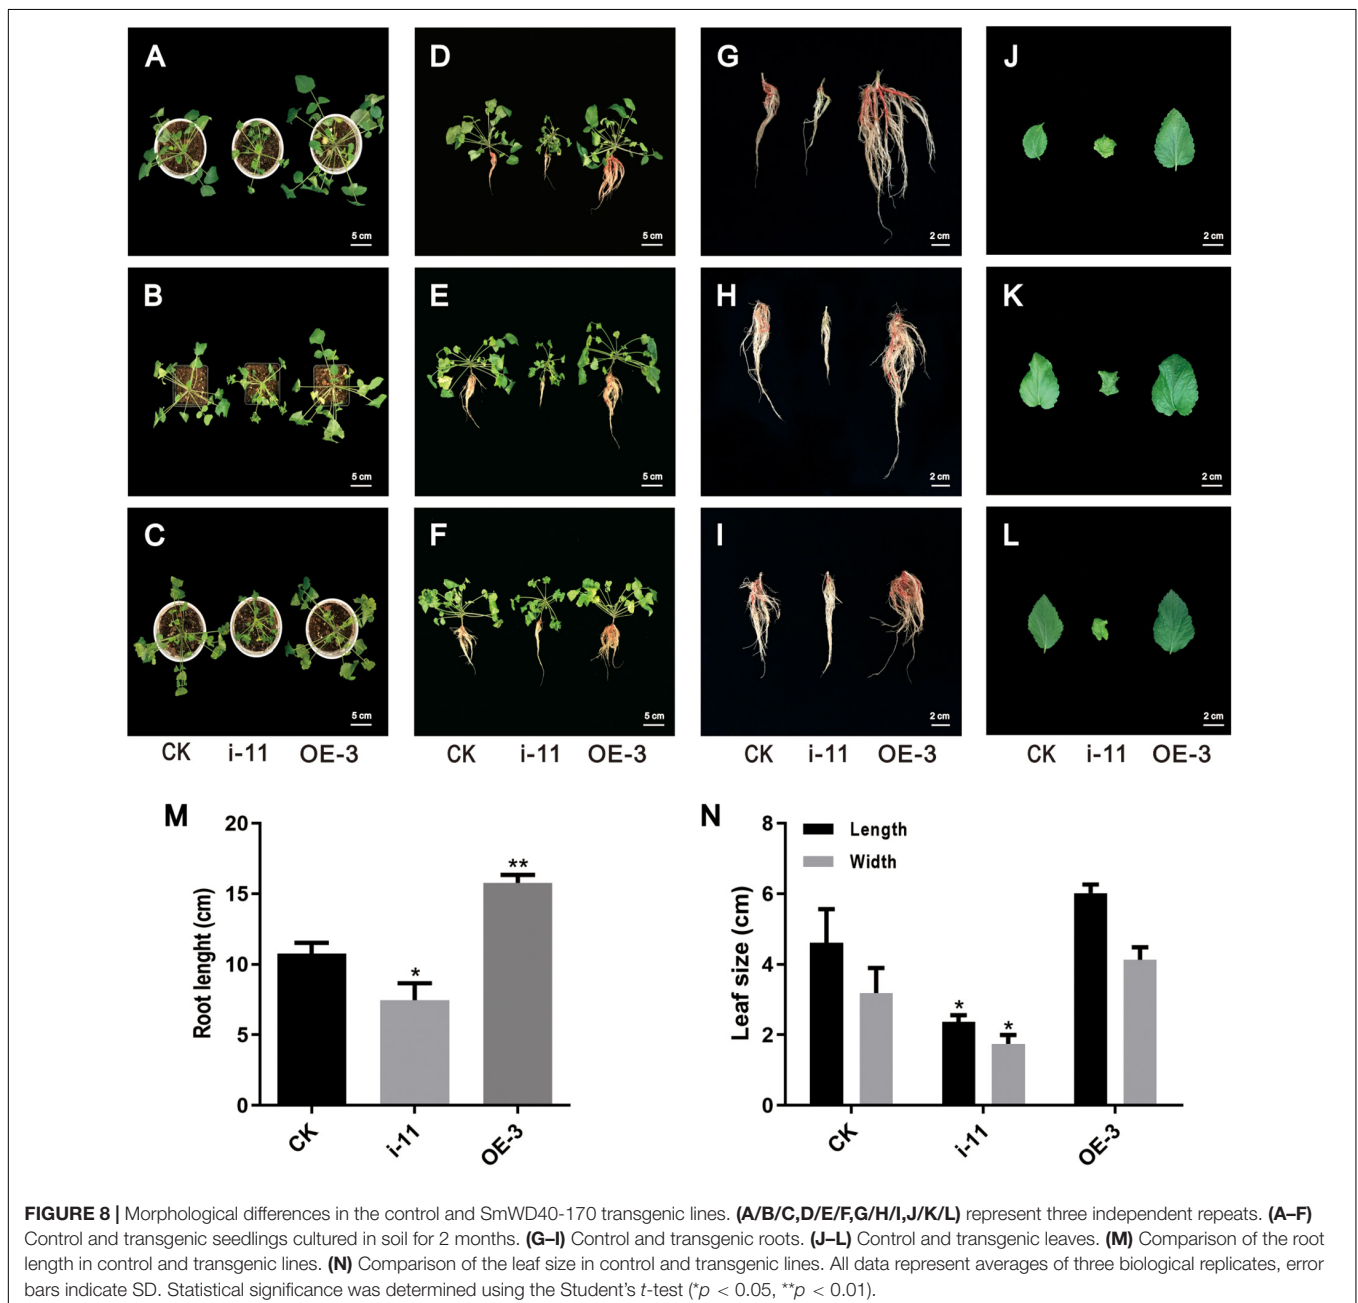 A
D
G
J
5 cm
5 cm
2 cm
2 cm
B
E
H
K
5 cm
5 cm
2 cm
2 cm
C
F
I
L
5 cm
5 cm
2 cm
2 cm
CK i-11 OE-3
CK i-11 OE-3
CK i-11 OE-3
CK i-11 OE-3
M
Root lenght (cm)
20
15
10
5
0
*
**
CK
i-11
OE-3
N
Leaf size (cm)
8
6
4
2
0
Length
Width
*
*
CK
i-11
OE-3
FIGURE 8 | Morphological differences in the control and SmWD40-170 transgenic lines. (A/B/C,D/E/F,G/H/I,J/K/L) represent three independent repeats. (A–F)
Control and transgenic seedlings cultured in soil for 2 months. (G–I) Control and transgenic roots. (J–L) Control and transgenic leaves. (M) Comparison of the root
length in control and transgenic lines. (N) Comparison of the leaf size in control and transgenic lines. All data represent averages of three biological replicates, error
bars indicate SD. Statistical significance was determined using the Student's t-test (*p < 0.05, **p < 0.01).